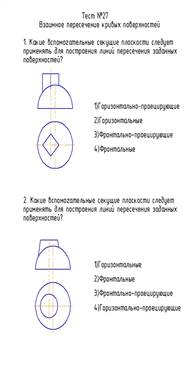 Тест №27
Взаимное пересечение кривых поверхностей
1. Какие вспомогательные секущие плоскости следует
применять для построения линий пересечения заданных
поверхностей?
1)Горизонтально-проецирующие
2)Горизонтальные
3)Фронтально-проецирующие
4)Фронтальные
2. Какие вспомогательные секущие плоскости следует
применять для построения линий пересечения заданных
поверхностей?
1)Горизонтальные
2)Фронтальные
3)Фронтально-проецирующие
4)Горизонтально-проецирующие